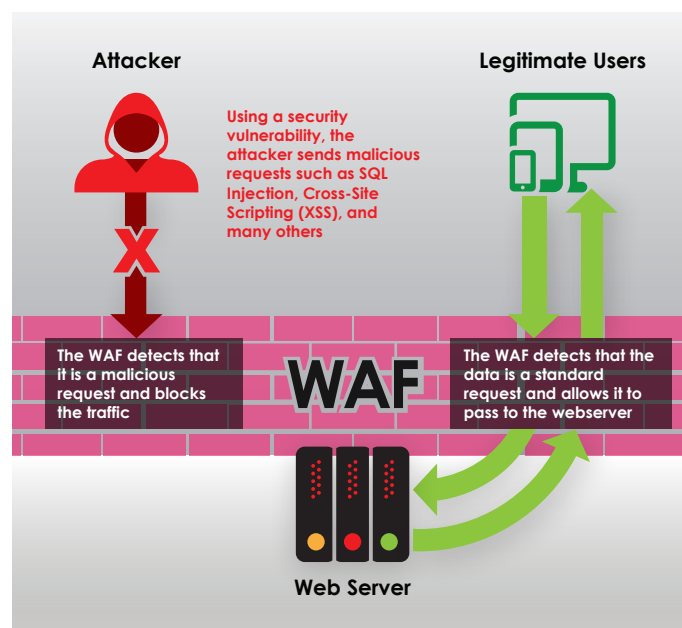 Attacker
Legitimate Users
Using a security
vulnerability, the
attacker sends malicious
requests such as SQL
Injection, Cross-Site
Scripting (XSS), and
many others
X
The WAF detects that
it is a malicious
request and blocks
the traffic
WAF
The WAF detects that the
data is a standard
request and allows it to
pass to the webserver
Web Server